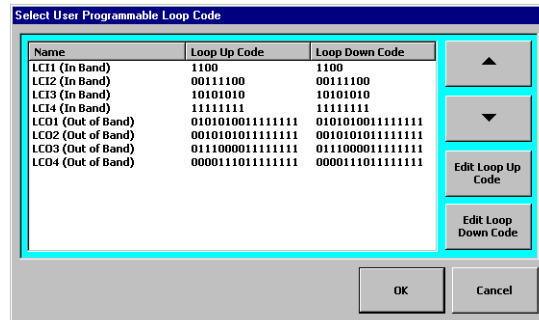 Select User Programmable Loop Code
Name Loop Up Code Loop Down Code
LCI1 (In Band) 1100 1100
LCI2 (In Band) 00111100 00111100
LCI3 (In Band) 10101010 10101010
LCI4 (In Band) 11111111 11111111
LCO1 (Out of Band) 0101010011111111 0101010011111111
LCO2 (Out of Band) 0010101011111111 0010101011111111
LCO3 (Out of Band) 0111000011111111 0111000011111111
LCO4 (Out of Band) 0000111011111111 0000111011111111
Edit Loop Up
Code
Edit Loop
Down Code
OK Cancel